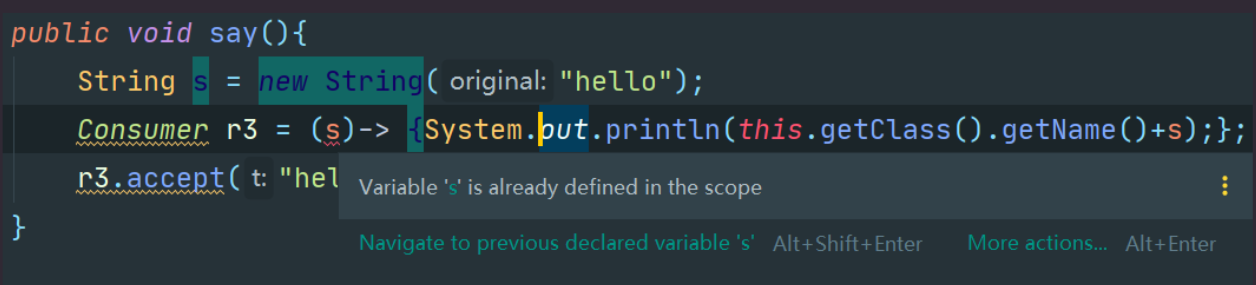 public void say(){
String s = new String( original: "hello");
Consumer r3 = (s)-> {System.out.println(this.getClass().getName()+s);};
r3.accept( t: "hel
Variable 's' is already defined in the scope
}
Navigate to previous declared variable 's' Alt+Shift+Enter More actions... Alt+Enter